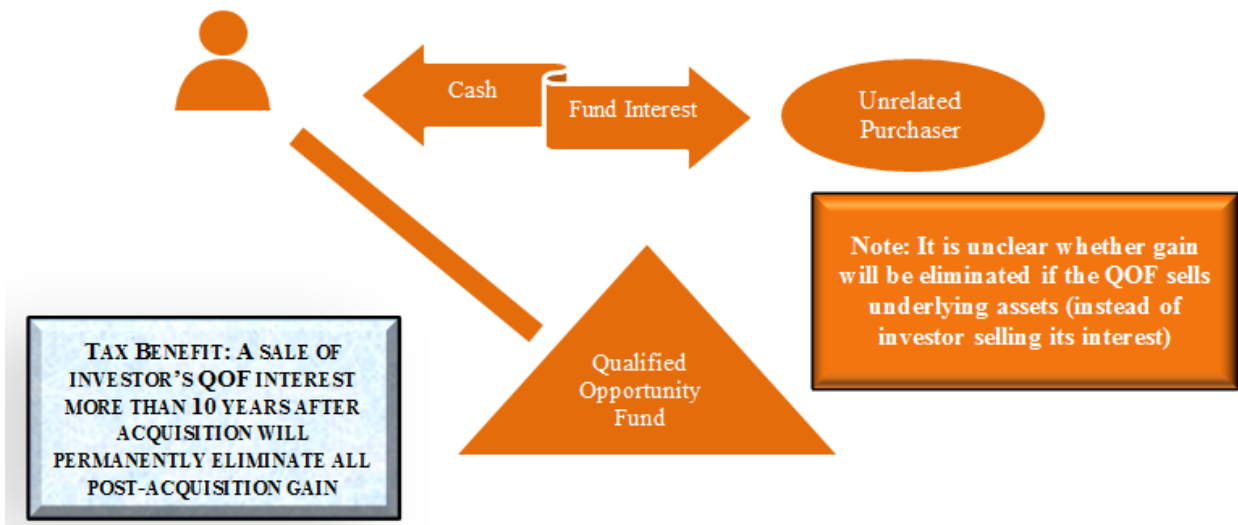 Cash
Fund Interest
Unrelated
Purchaser
Note: It is unclear whether gain
will be eliminated if the QOF sells
underlying assets (instead of
investor selling its interest)
TAX BENEFIT: A SALE OF
INVESTOR'S QOF INTEREST
MORE THAN 10 YEARS AFTER
ACQUISITION WILL
PERMANENTLY ELIMINATE ALL
POST-ACQUISITION GAIN
Qualified
Opportunity
Fund